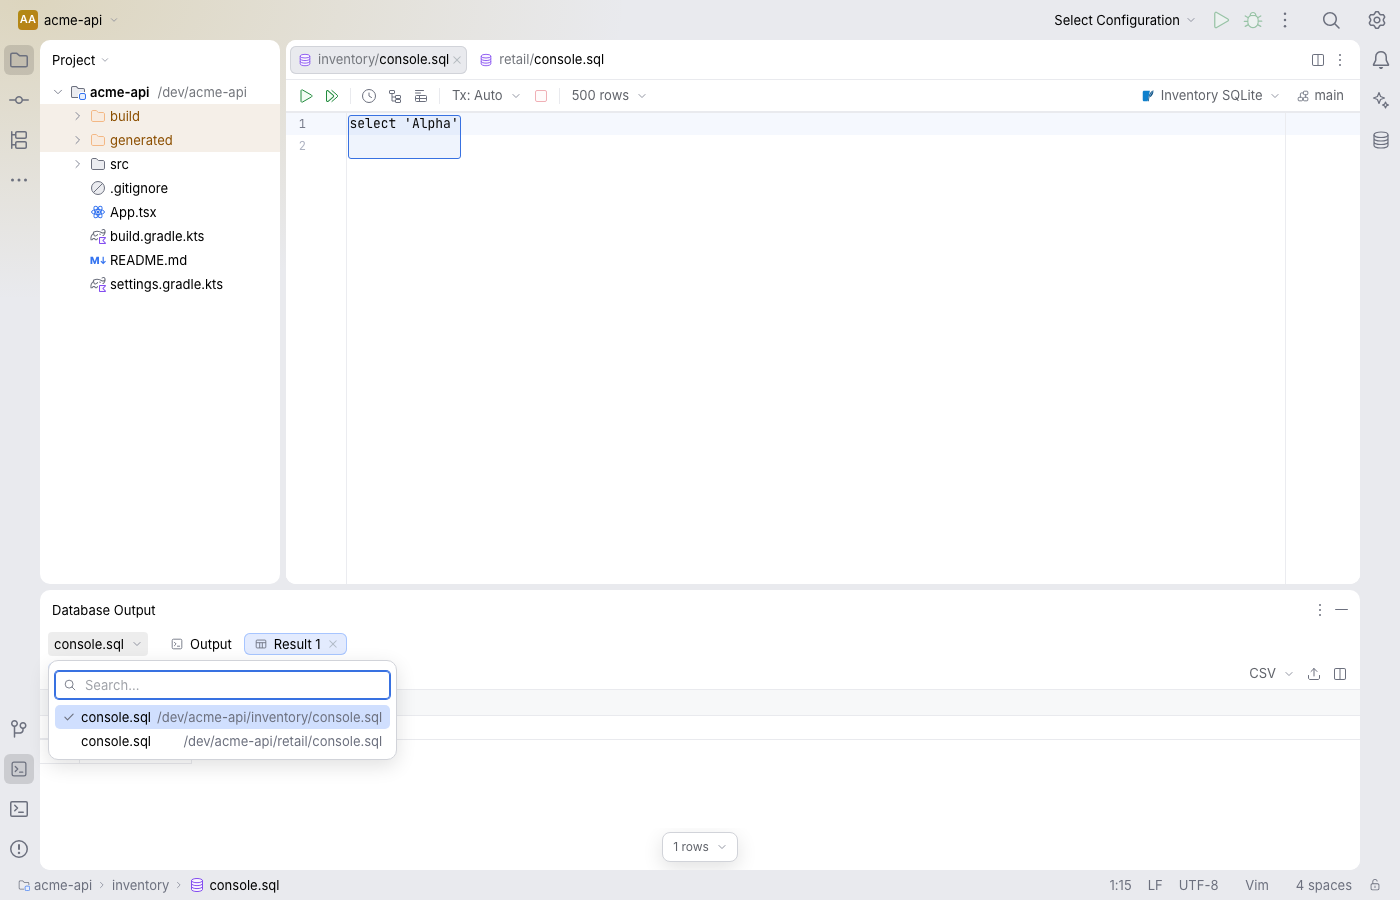 AA acme-api
Select Configuration
Project
inventory/console.sql
retail/console.sql
acme-api /dev/acme-api
build
generated
src
.gitignore
App.tsx
build.gradle.kts
M↓ README.md
settings.gradle.kts
Tx: Auto
500 rows
Inventory SQLite
main
1 select 'Alpha'
2
Database Output
console.sql
Output
Result 1
CSV
Search...
console.sql /dev/acme-api/inventory/console.sql
console.sql /dev/acme-api/retail/console.sql
1 rows
acme-api
inventory
console.sql
1:15
LF
UTF-8
Vim
4 spaces